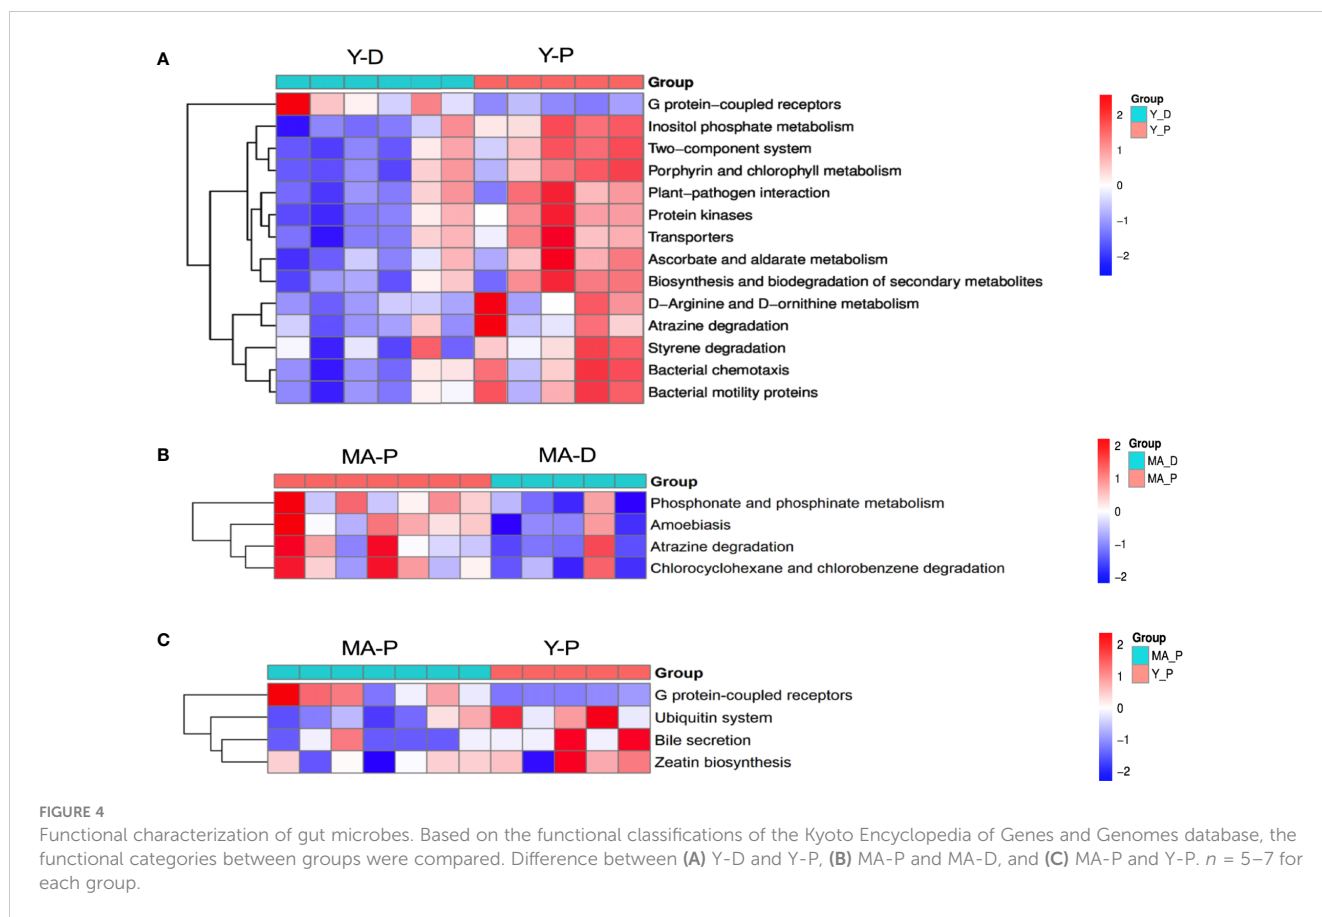 A
Y-D
Y-P
Group
G protein-coupled receptors
Inositol phosphate metabolism
Two-component system
Porphyrin and chlorophyll metabolism
Plant-pathogen interaction
Protein kinases
Transporters
Ascorbate and aldarate metabolism
Biosynthesis and biodegradation of secondary metabolites
D-Arginine and D-ornithine metabolism
Atrazine degradation
Styrene degradation
Bacterial chemotaxis
Bacterial motility proteins
2
1
0
-1
-2
Group
Y_D
Y_P
B
MA-P
MA-D
Group
Phosphonate and phosphinate metabolism
Amoebiasis
Atrazine degradation
Chlorocyclohexane and chlorobenzene degradation
2
1
0
-1
-2
Group
MA_D
MA_P
C
MA-P
Y-P
Group
G protein-coupled receptors
Ubiquitin system
Bile secretion
Zeatin biosynthesis
2
1
0
-1
-2
Group
MA_P
Y_P
FIGURE 4
Functional characterization of gut microbes. Based on the functional classifications of the Kyoto Encyclopedia of Genes and Genomes database, the
functional categories between groups were compared. Difference between (A) Y-D and Y-P, (B) MA-P and MA-D, and (C) MA-P and Y-P. n = 5–7 for
each group.